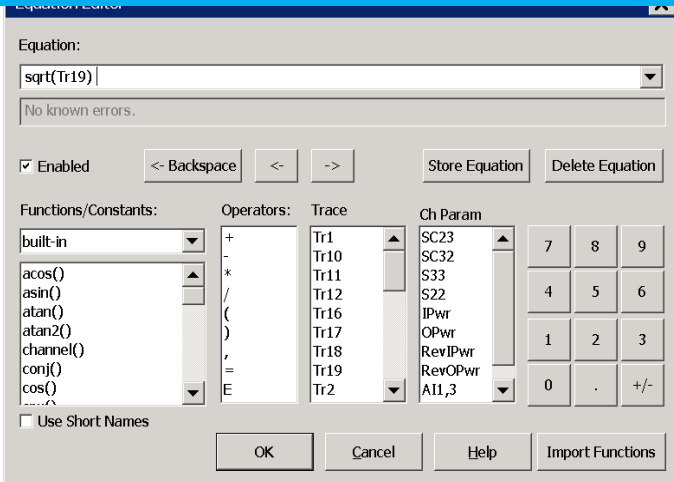 Equation Editor
Equation:
sqrt(Tr19)
No known errors.
Enabled
<- Backspace
<-
->
Store Equation
Delete Equation
Functions/Constants:
Operators:
Trace
Ch Param
built-in
acos()
asin()
atan()
atan2()
channel()
conj()
cos()
+
-
*
/
(
)
,
=
E
Tr1
Tr10
Tr11
Tr12
Tr16
Tr17
Tr18
Tr19
Tr2
SC23
SC32
S33
S22
IPwr
OPwr
RevIPwr
RevOPwr
AI1,3
7 8 9
4 5 6
1 2 3
0 . +/-
Use Short Names
OK
Cancel
Help
Import Functions